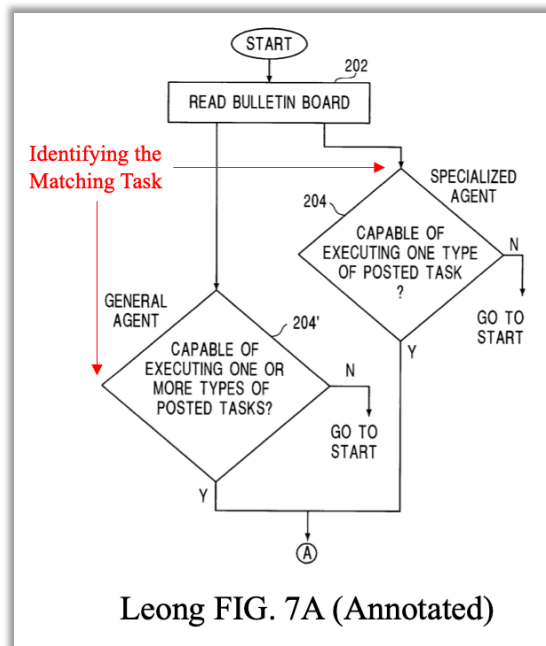 START
202
READ BULLETIN BOARD
Identifying the
Matching Task
SPECIALIZED
AGENT
204
CAPABLE OF
EXECUTING ONE TYPE
OF POSTED TASK
?
N
GO TO
START
Y
GENERAL
AGENT
204'
CAPABLE OF
EXECUTING ONE OR
MORE TYPES OF
POSTED TASKS?
N
GO TO
START
Y
A
Leong FIG. 7A (Annotated)